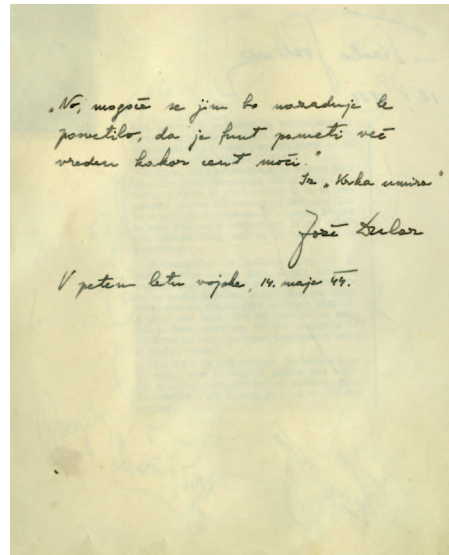 „No, mogoče se jim bo nazadnje le
posvetilo, da je funt pameti več
vreden kakor cent moči."
Iz „Krka umira"
Jože Dular
V petem letu vojske, 14. maja 44.